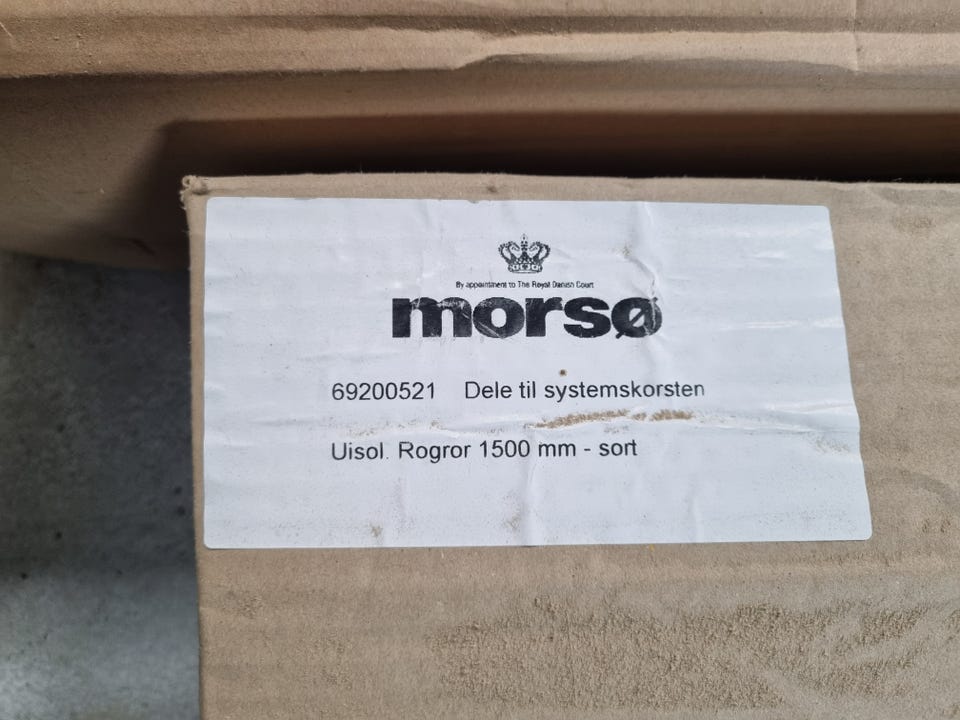 By appointment to The Royal Danish Court
morsø
69200521 Dele til systemskorsten
Uisol. Rogror 1500 mm - sort